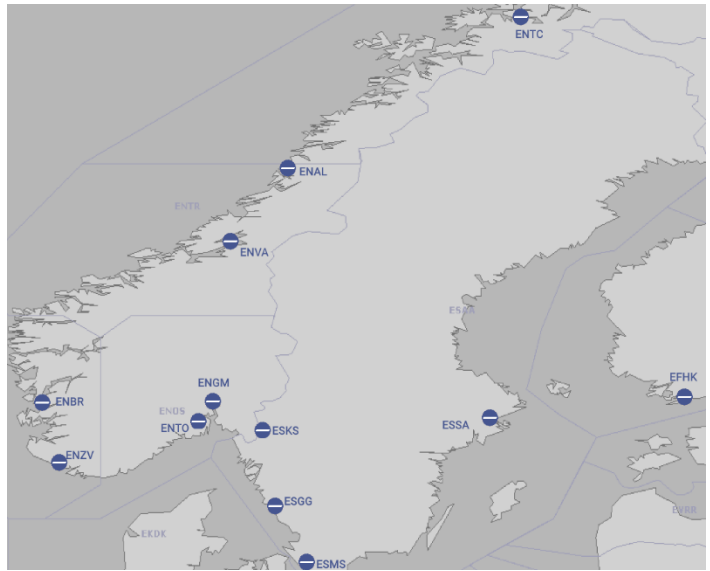 ENTC
ENAL
ENTR
ENVA
ESAA
EFHK
ENGM
ENBR
ENOS
ENTO
ESSA
ESKS
ENZV
ESGG
EVRR
EKDK
ESMS